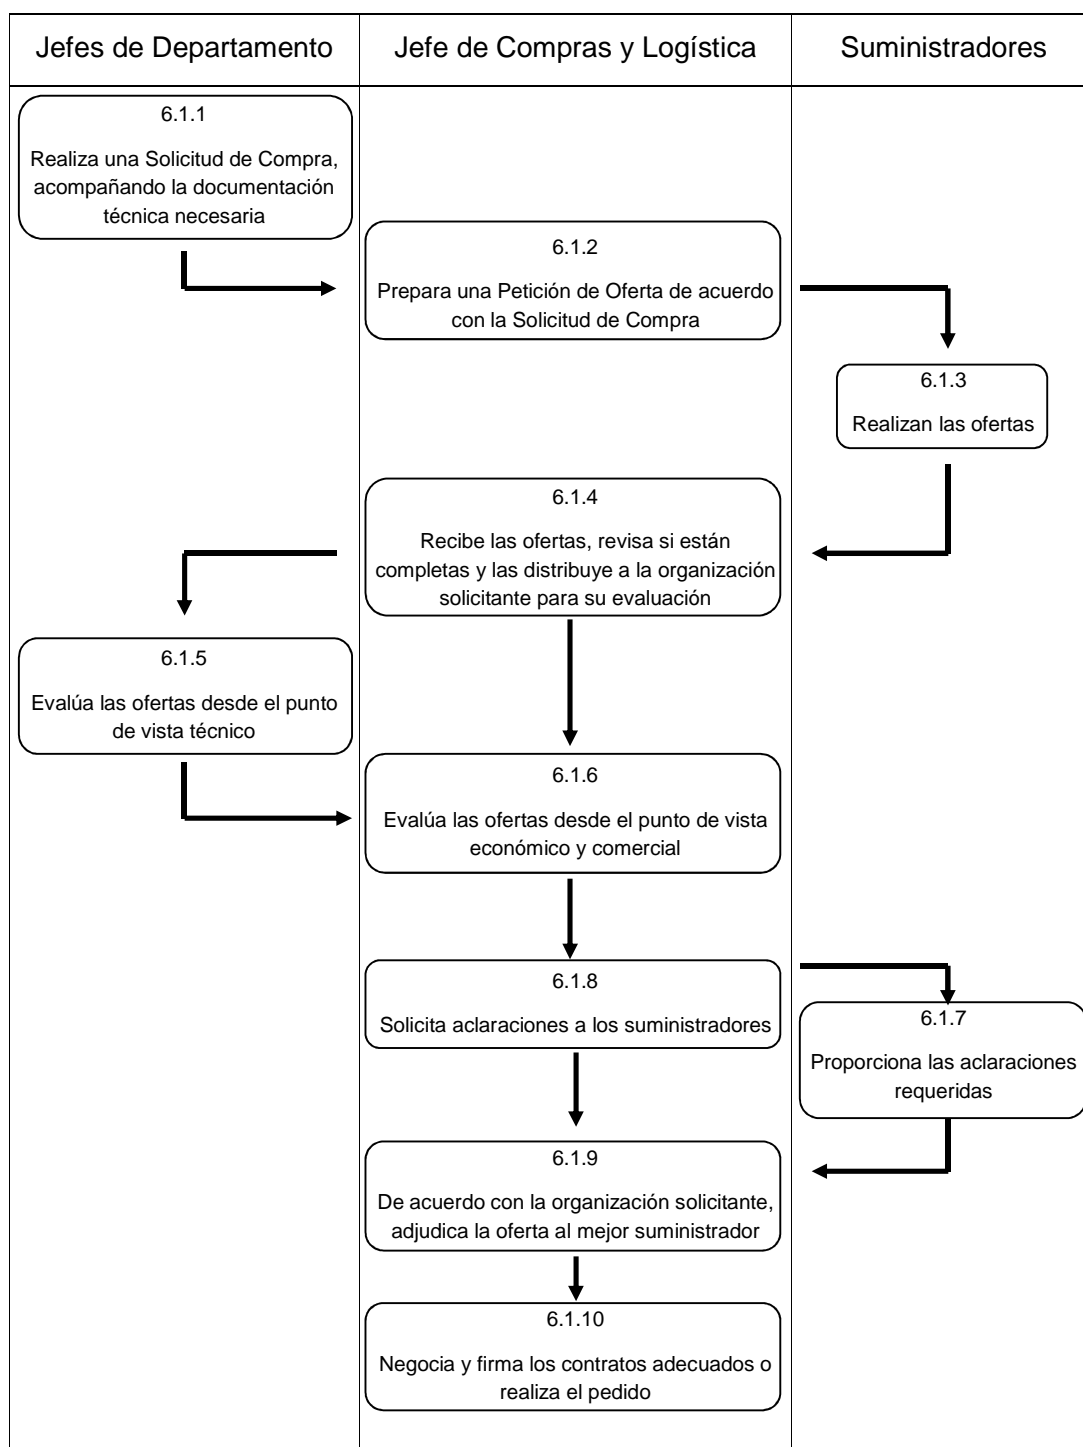 Jefes de Departamento
Jefe de Compras y Logística
Suministradores
6.1.1
Realiza una Solicitud de Compra,
acompañando la documentación
técnica necesaria
6.1.2
Prepara una Petición de Oferta de acuerdo
con la Solicitud de Compra
6.1.3
Realizan las ofertas
6.1.4
Recibe las ofertas, revisa si están
completas y las distribuye a la organización
solicitante para su evaluación
6.1.5
Evalúa las ofertas desde el punto
de vista técnico
6.1.6
Evalúa las ofertas desde el punto de vista
económico y comercial
6.1.8
Solicita aclaraciones a los suministradores
6.1.7
Proporciona las aclaraciones
requeridas
6.1.9
De acuerdo con la organización solicitante,
adjudica la oferta al mejor suministrador
6.1.10
Negocia y firma los contratos adecuados o
realiza el pedido